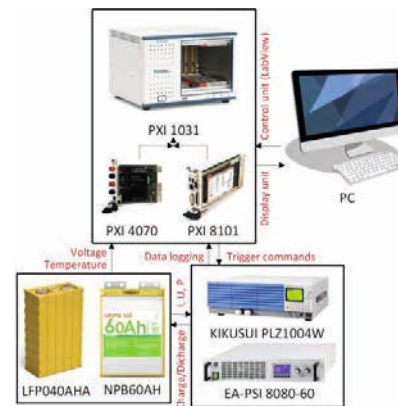 PXI 1031
PXI 4070
PXI 8101
Control unit (LabView)
Display unit
PC
Voltage
Temperature
Data logging
Trigger commands
I, U, P
Charge/Dicharge
60Ah
LFP040AHA
NPB60AH
KIKUSUI PLZ1004W
EA-PSI 8080-60